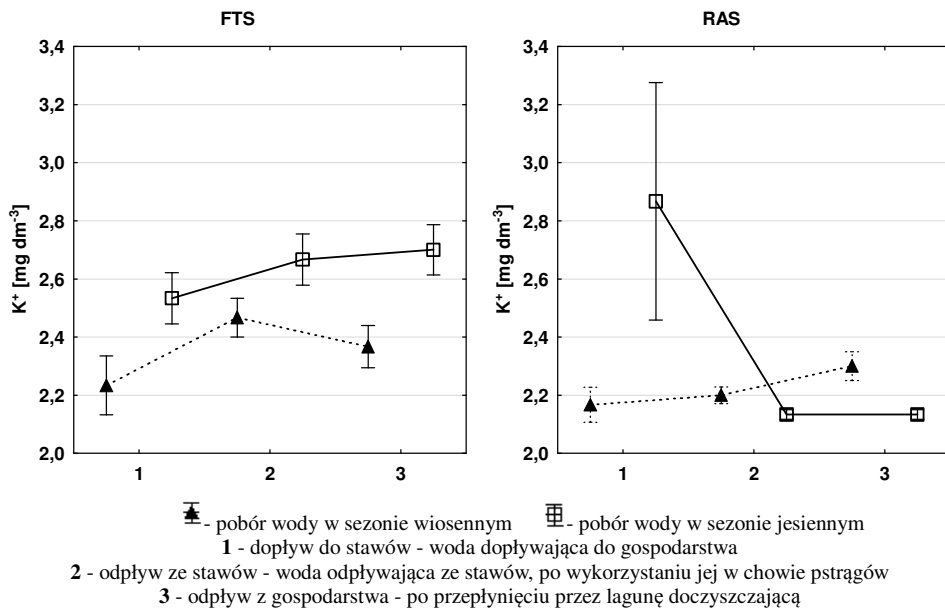 FTS
RAS
K⁺ [mg dm⁻³]
3,4
3,2
3,0
2,8
2,6
2,4
2,2
2,0
1 2 3
K⁺ [mg dm⁻³]
3,4
3,2
3,0
2,8
2,6
2,4
2,2
2,0
1 2 3
- pobór wody w sezonie wiosennym - pobór wody w sezonie jesiennym
1 - dopływ do stawów - woda dopływająca do gospodarstwa
2 - odpływ ze stawów - woda odpływająca ze stawów, po wykorzystaniu jej w chowie pstrągów
3 - odpływ z gospodarstwa - po przepłynięciu przez lagunę doczyszczającą